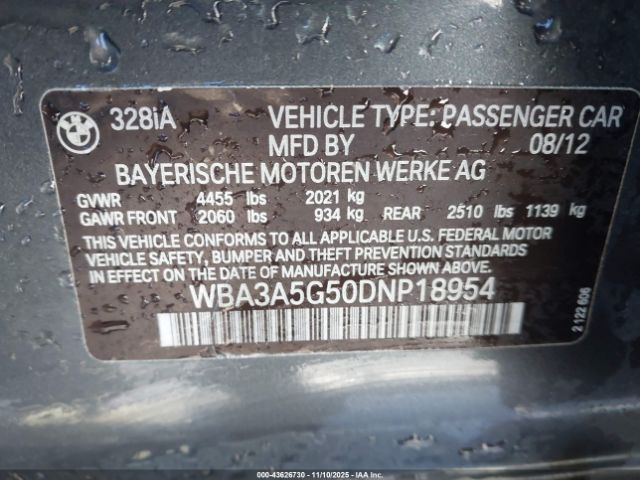 BMW
328iA VEHICLE TYPE: PASSENGER CAR
MFD BY 08/12
BAYERISCHE MOTOREN WERKE AG
GVWR 4455 lbs 2021 kg
GAWR FRONT 2060 lbs 934 kg REAR 2510 lbs 1139 kg
THIS VEHICLE CONFORMS TO ALL APPLICABLE U.S. FEDERAL MOTOR
VEHICLE SAFETY, BUMPER AND THEFT PREVENTION STANDARDS
IN EFFECT ON THE DATE OF MANUFACTURE SHOWN ABOVE.
WBA3A5G50DNP18954
2 122 606
000 - 43626730 - 11/10/2025 - IAA Inc.